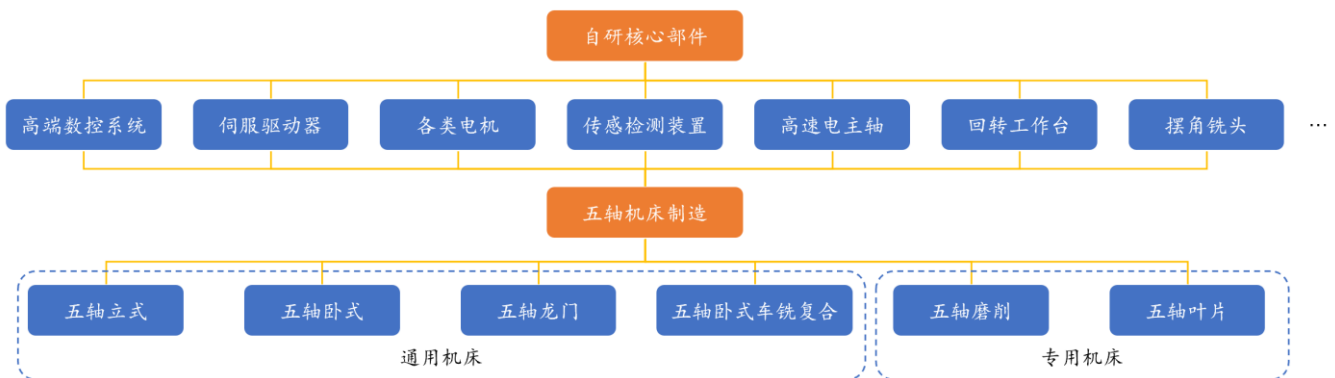 自研核心部件
高端数控系统
伺服驱动器
各类电机
传感检测装置
高速电主轴
回转工作台
摆角铣头
…
五轴机床制造
五轴立式
五轴卧式
五轴龙门
五轴卧式车铣复合
五轴磨削
五轴叶片
通用机床
专用机床